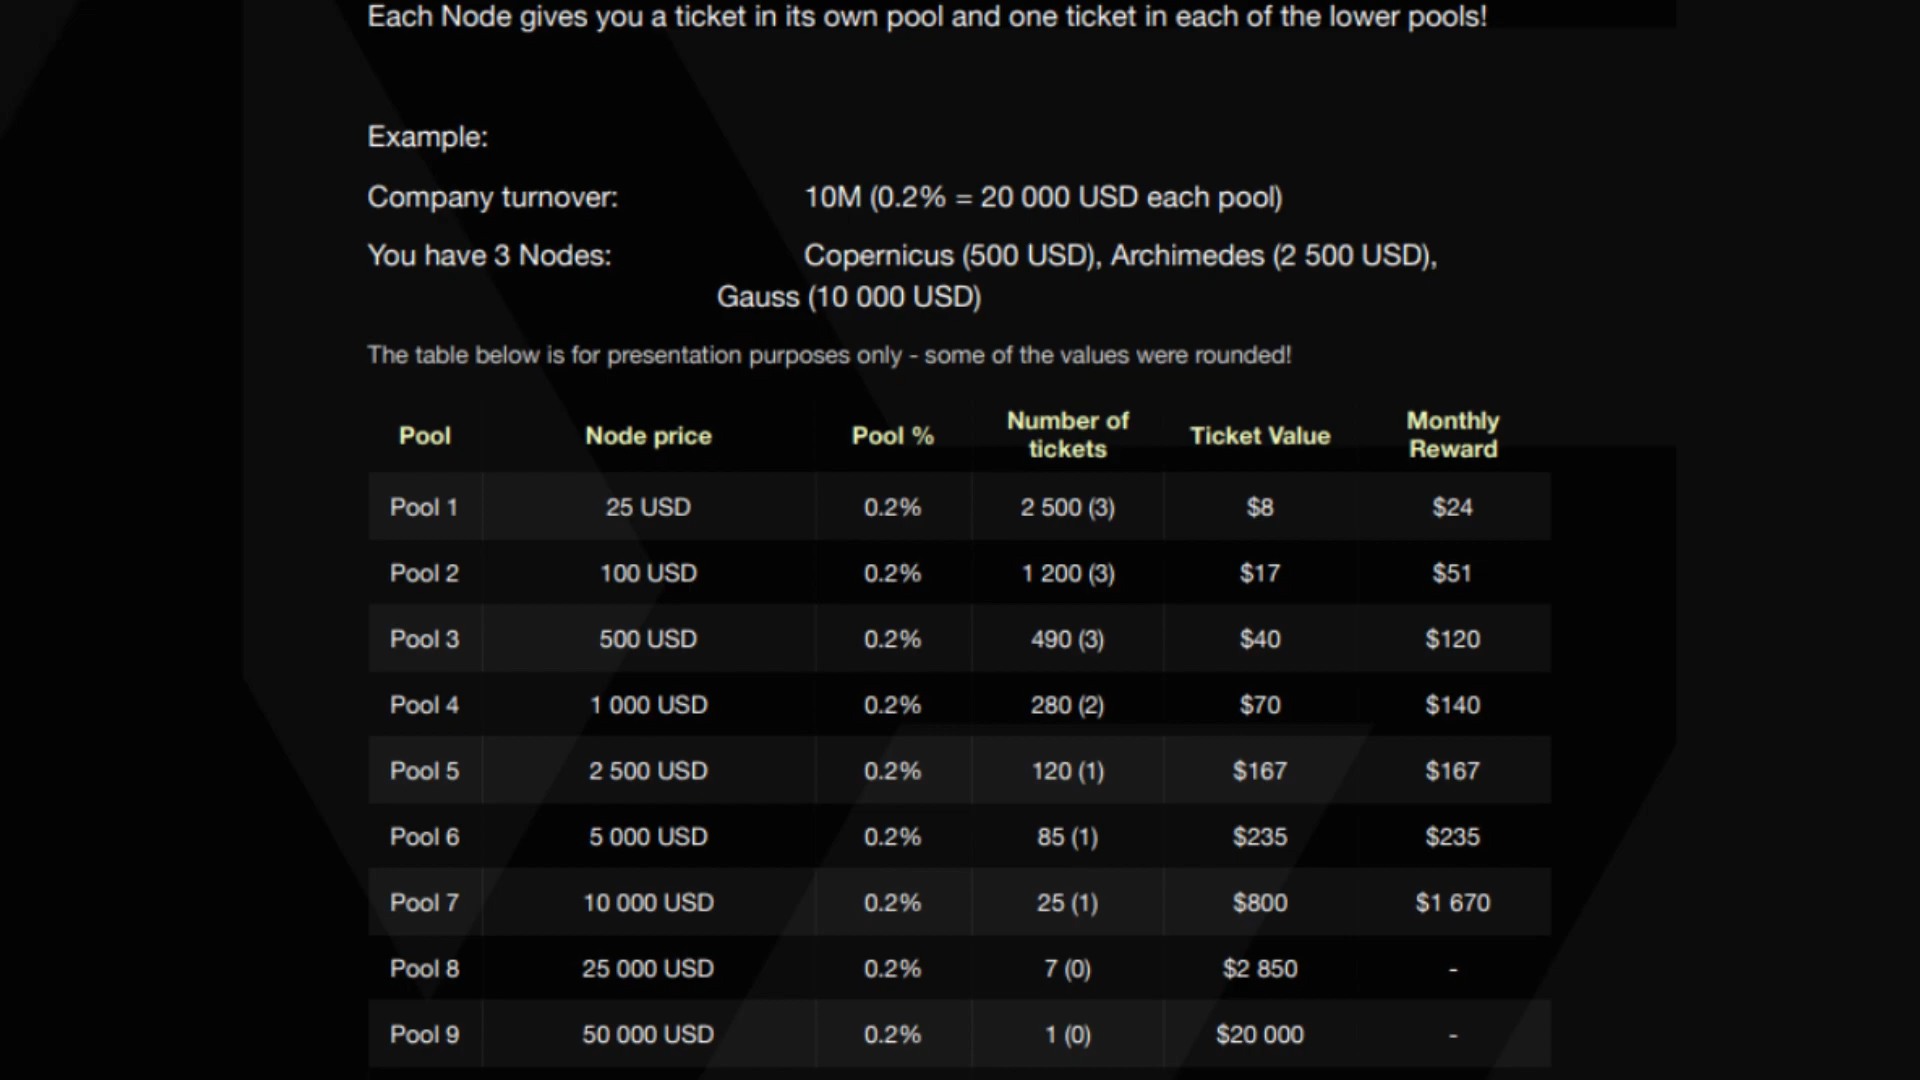 Each Node gives you a ticket in its own pool and one ticket in each of the lower pools!
Example:
Company turnover: 10M (0.2% = 20 000 USD each pool)
You have 3 Nodes: Copernicus (500 USD), Archimedes (2 500 USD),
Gauss (10 000 USD)
The table below is for presentation purposes only - some of the values were rounded!
Pool Node price Pool % Number of tickets Ticket Value Monthly Reward
Pool 1 25 USD 0.2% 2 500 (3) $8 $24
Pool 2 100 USD 0.2% 1 200 (3) $17 $51
Pool 3 500 USD 0.2% 490 (3) $40 $120
Pool 4 1 000 USD 0.2% 280 (2) $70 $140
Pool 5 2 500 USD 0.2% 120 (1) $167 $167
Pool 6 5 000 USD 0.2% 85 (1) $235 $235
Pool 7 10 000 USD 0.2% 25 (1) $800 $1 670
Pool 8 25 000 USD 0.2% 7 (0) $2 850 -
Pool 9 50 000 USD 0.2% 1 (0) $20 000 -